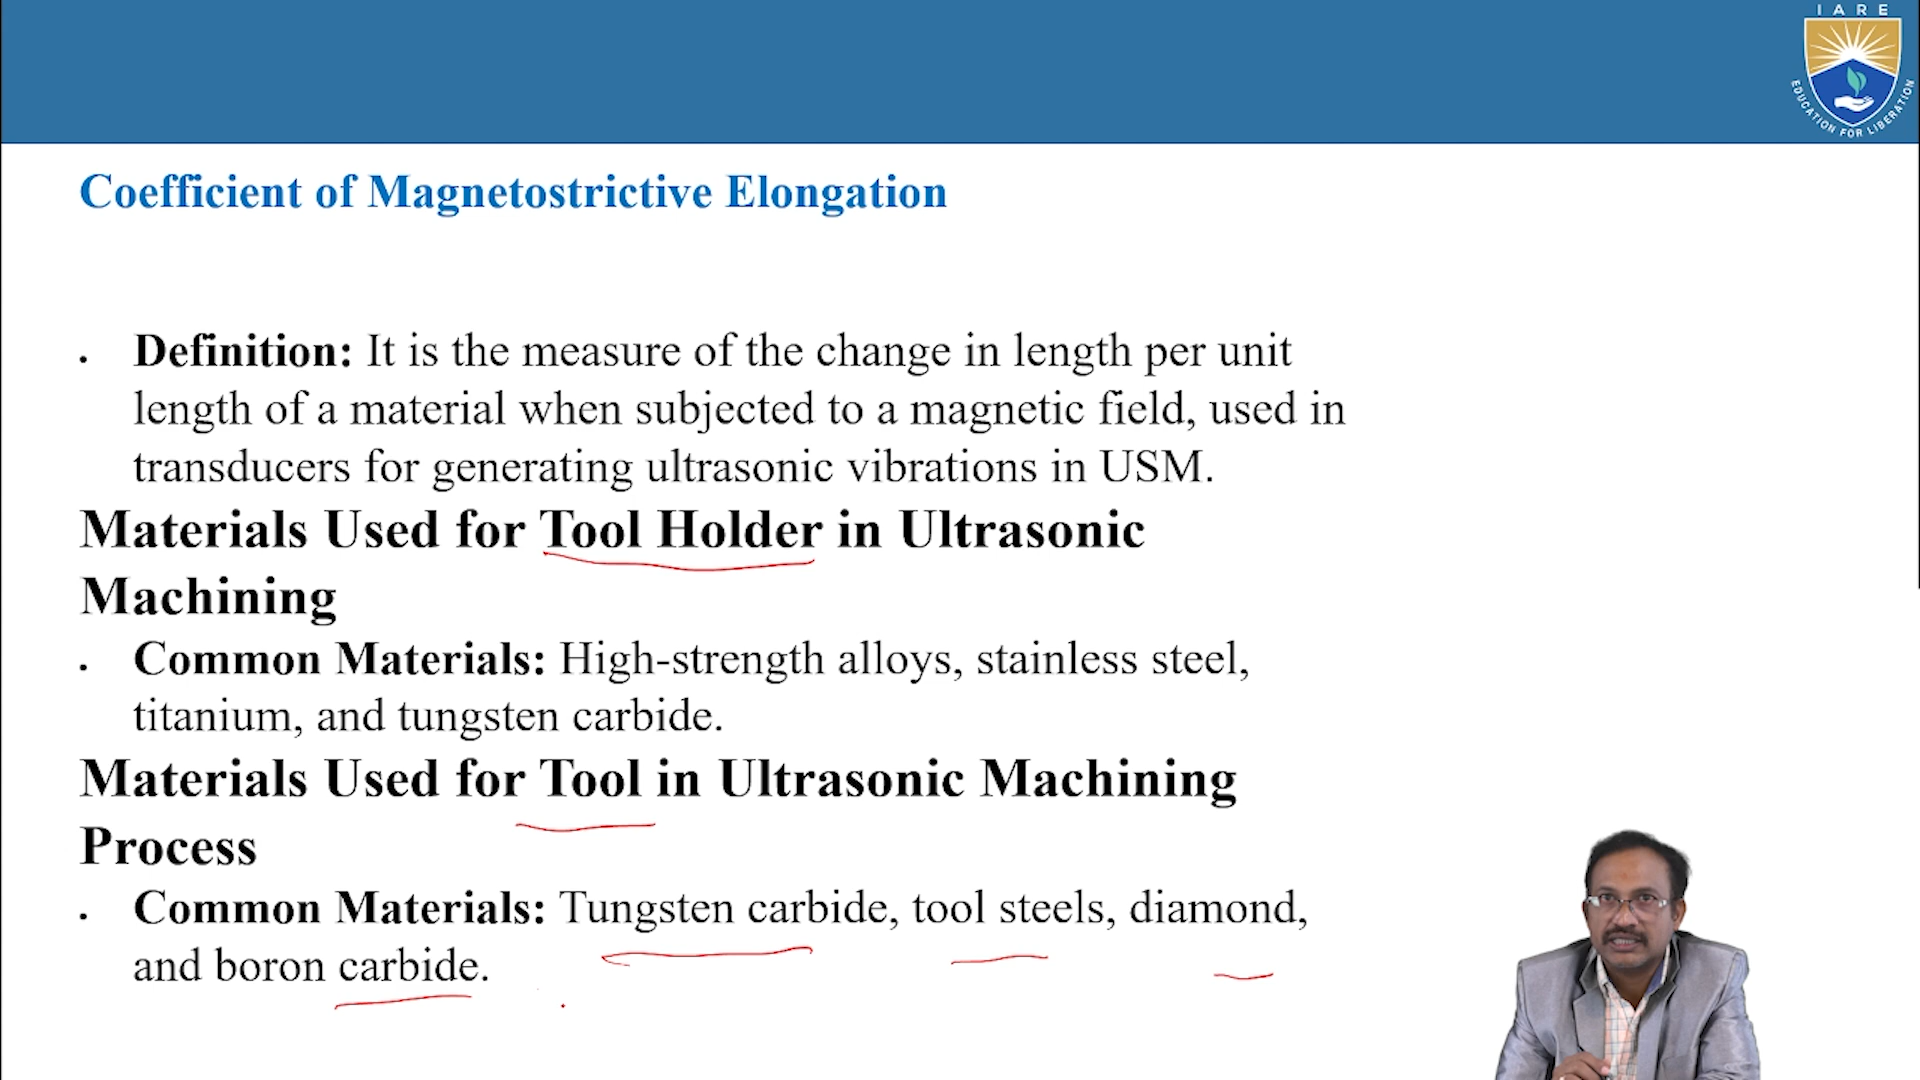 IARE
EDUCATION FOR LIBERATION
Coefficient of Magnetostrictive Elongation
• Definition: It is the measure of the change in length per unit
length of a material when subjected to a magnetic field, used in
transducers for generating ultrasonic vibrations in USM.
Materials Used for Tool Holder in Ultrasonic
Machining
• Common Materials: High-strength alloys, stainless steel,
titanium, and tungsten carbide.
Materials Used for Tool in Ultrasonic Machining
Process
• Common Materials: Tungsten carbide, tool steels, diamond,
and boron carbide.